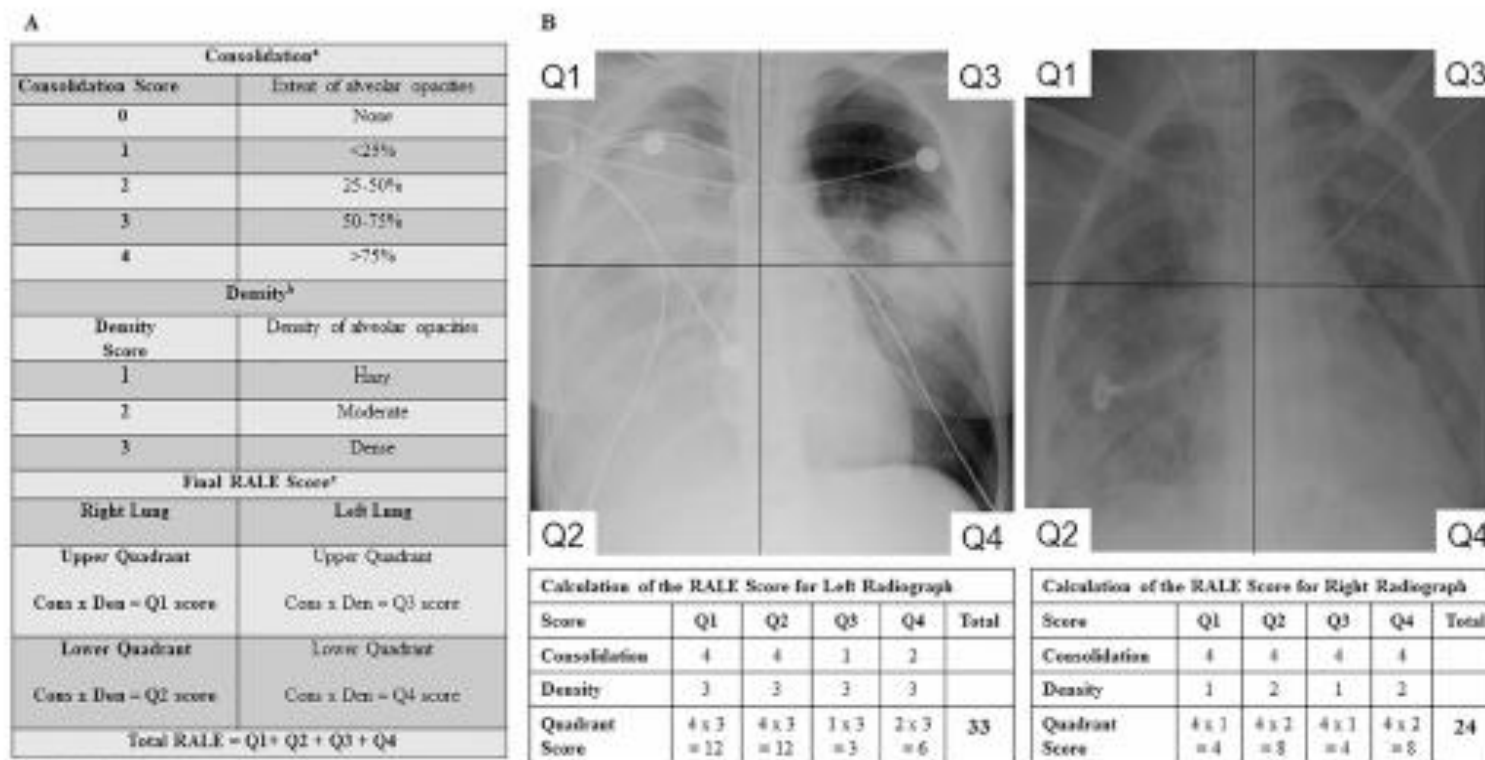 A
Consolidationᵃ
Consolidation Score Extent of alveolar opacities
0 None
1 <25%
2 25-50%
3 50-75%
4 >75%
Densityᵇ
Density Score Density of alveolar opacities
1 Hazy
2 Moderate
3 Dense
Final RALE Scoreᶜ
Right Lung Left Lung
Upper Quadrant Upper Quadrant
Cons x Den = Q1 score Cons x Den = Q3 score
Lower Quadrant Lower Quadrant
Cons x Den = Q2 score Cons x Den = Q4 score
Total RALE = Q1+ Q2 + Q3 + Q4
B
Q1 Q3
Q2 Q4
Q1 Q3
Q2 Q4
Calculation of the RALE Score for Left Radiograph
Score Q1 Q2 Q3 Q4 Total
Consolidation 4 4 1 2
Density 3 3 3 3
Quadrant 4 x 3 4 x 3 1 x 3 2 x 3 33
Score = 12 = 12 = 3 = 6
Calculation of the RALE Score for Right Radiograph
Score Q1 Q2 Q3 Q4 Total
Consolidation 4 4 4 4
Density 1 2 1 2
Quadrant 4 x 1 4 x 2 4 x 1 4 x 2 24
Score = 4 = 8 = 4 = 8